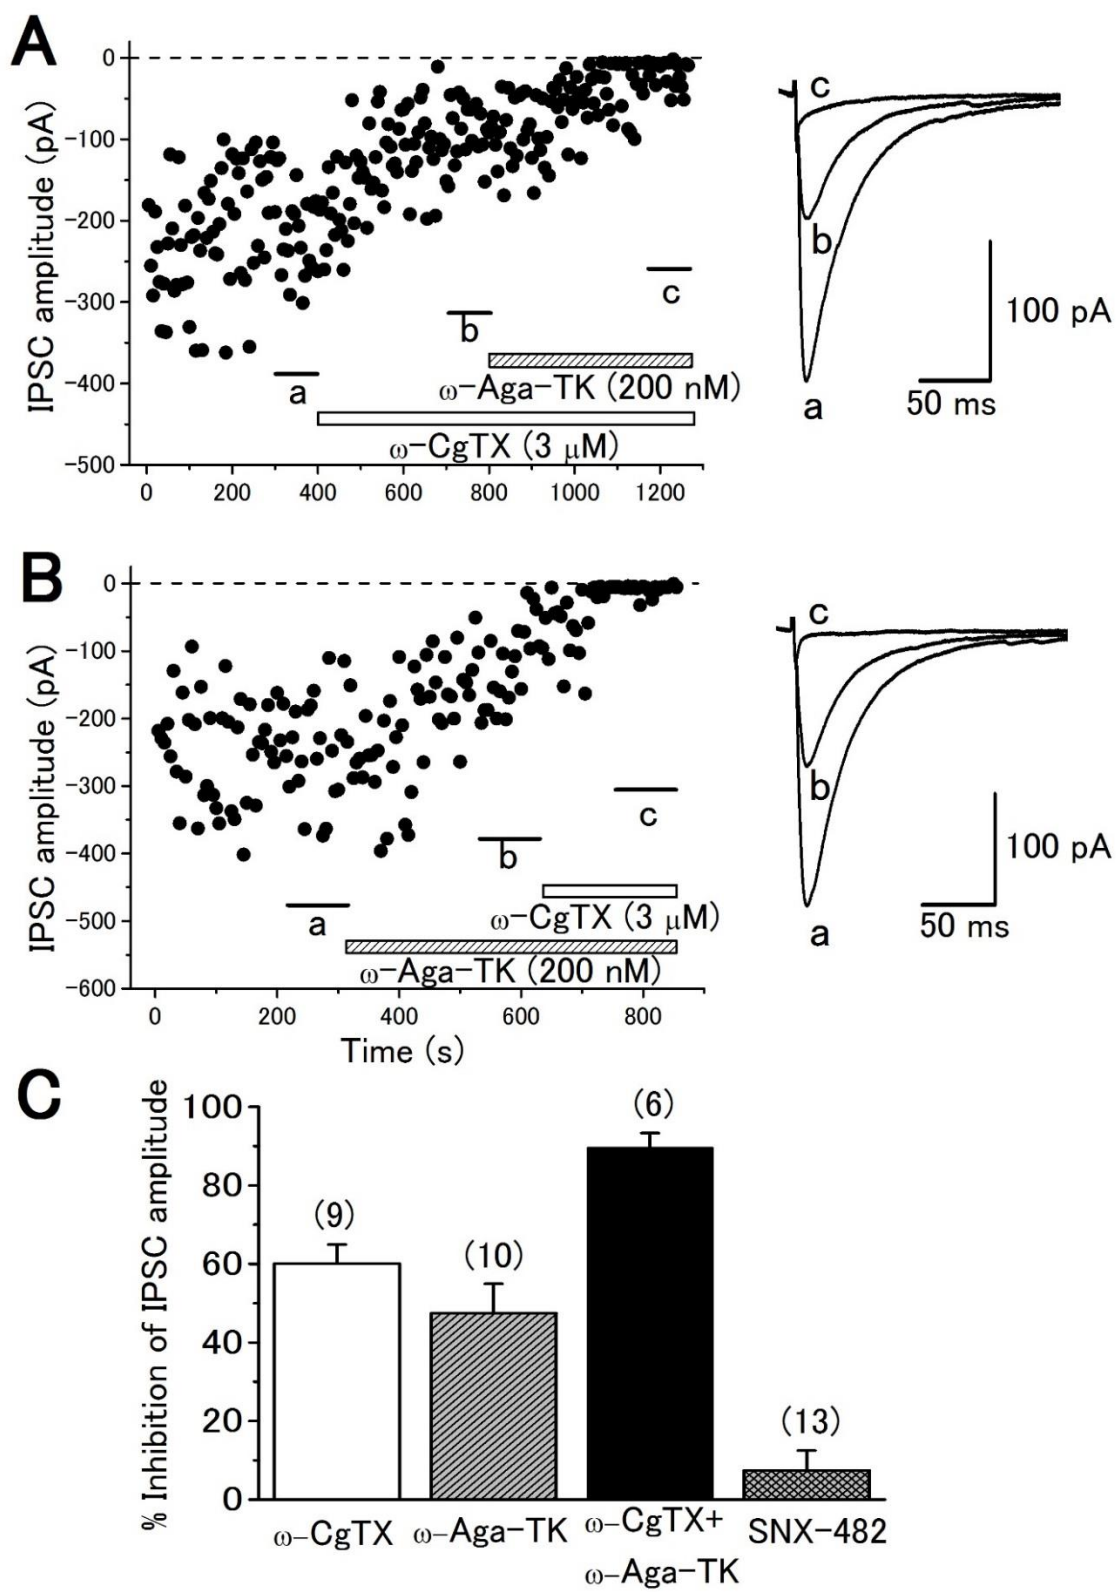 A
IPSC amplitude (pA)
0
−100
−200
−300
−400
−500
a
b
c
ω−Aga−TK (200 nM)
ω−CgTX (3 μM)
0 200 400 600 800 1000 1200
c
b
a
100 pA
50 ms
B
IPSC amplitude (pA)
0
−100
−200
−300
−400
−500
−600
a
b
c
ω−CgTX (3 μM)
ω−Aga−TK (200 nM)
0 200 400 600 800
Time (s)
c
b
a
100 pA
50 ms
C
% Inhibition of IPSC amplitude
100
80
60
40
20
0
(9)
(10)
(6)
(13)
ω−CgTX
ω−Aga−TK
ω−CgTX+
ω−Aga−TK
SNX−482